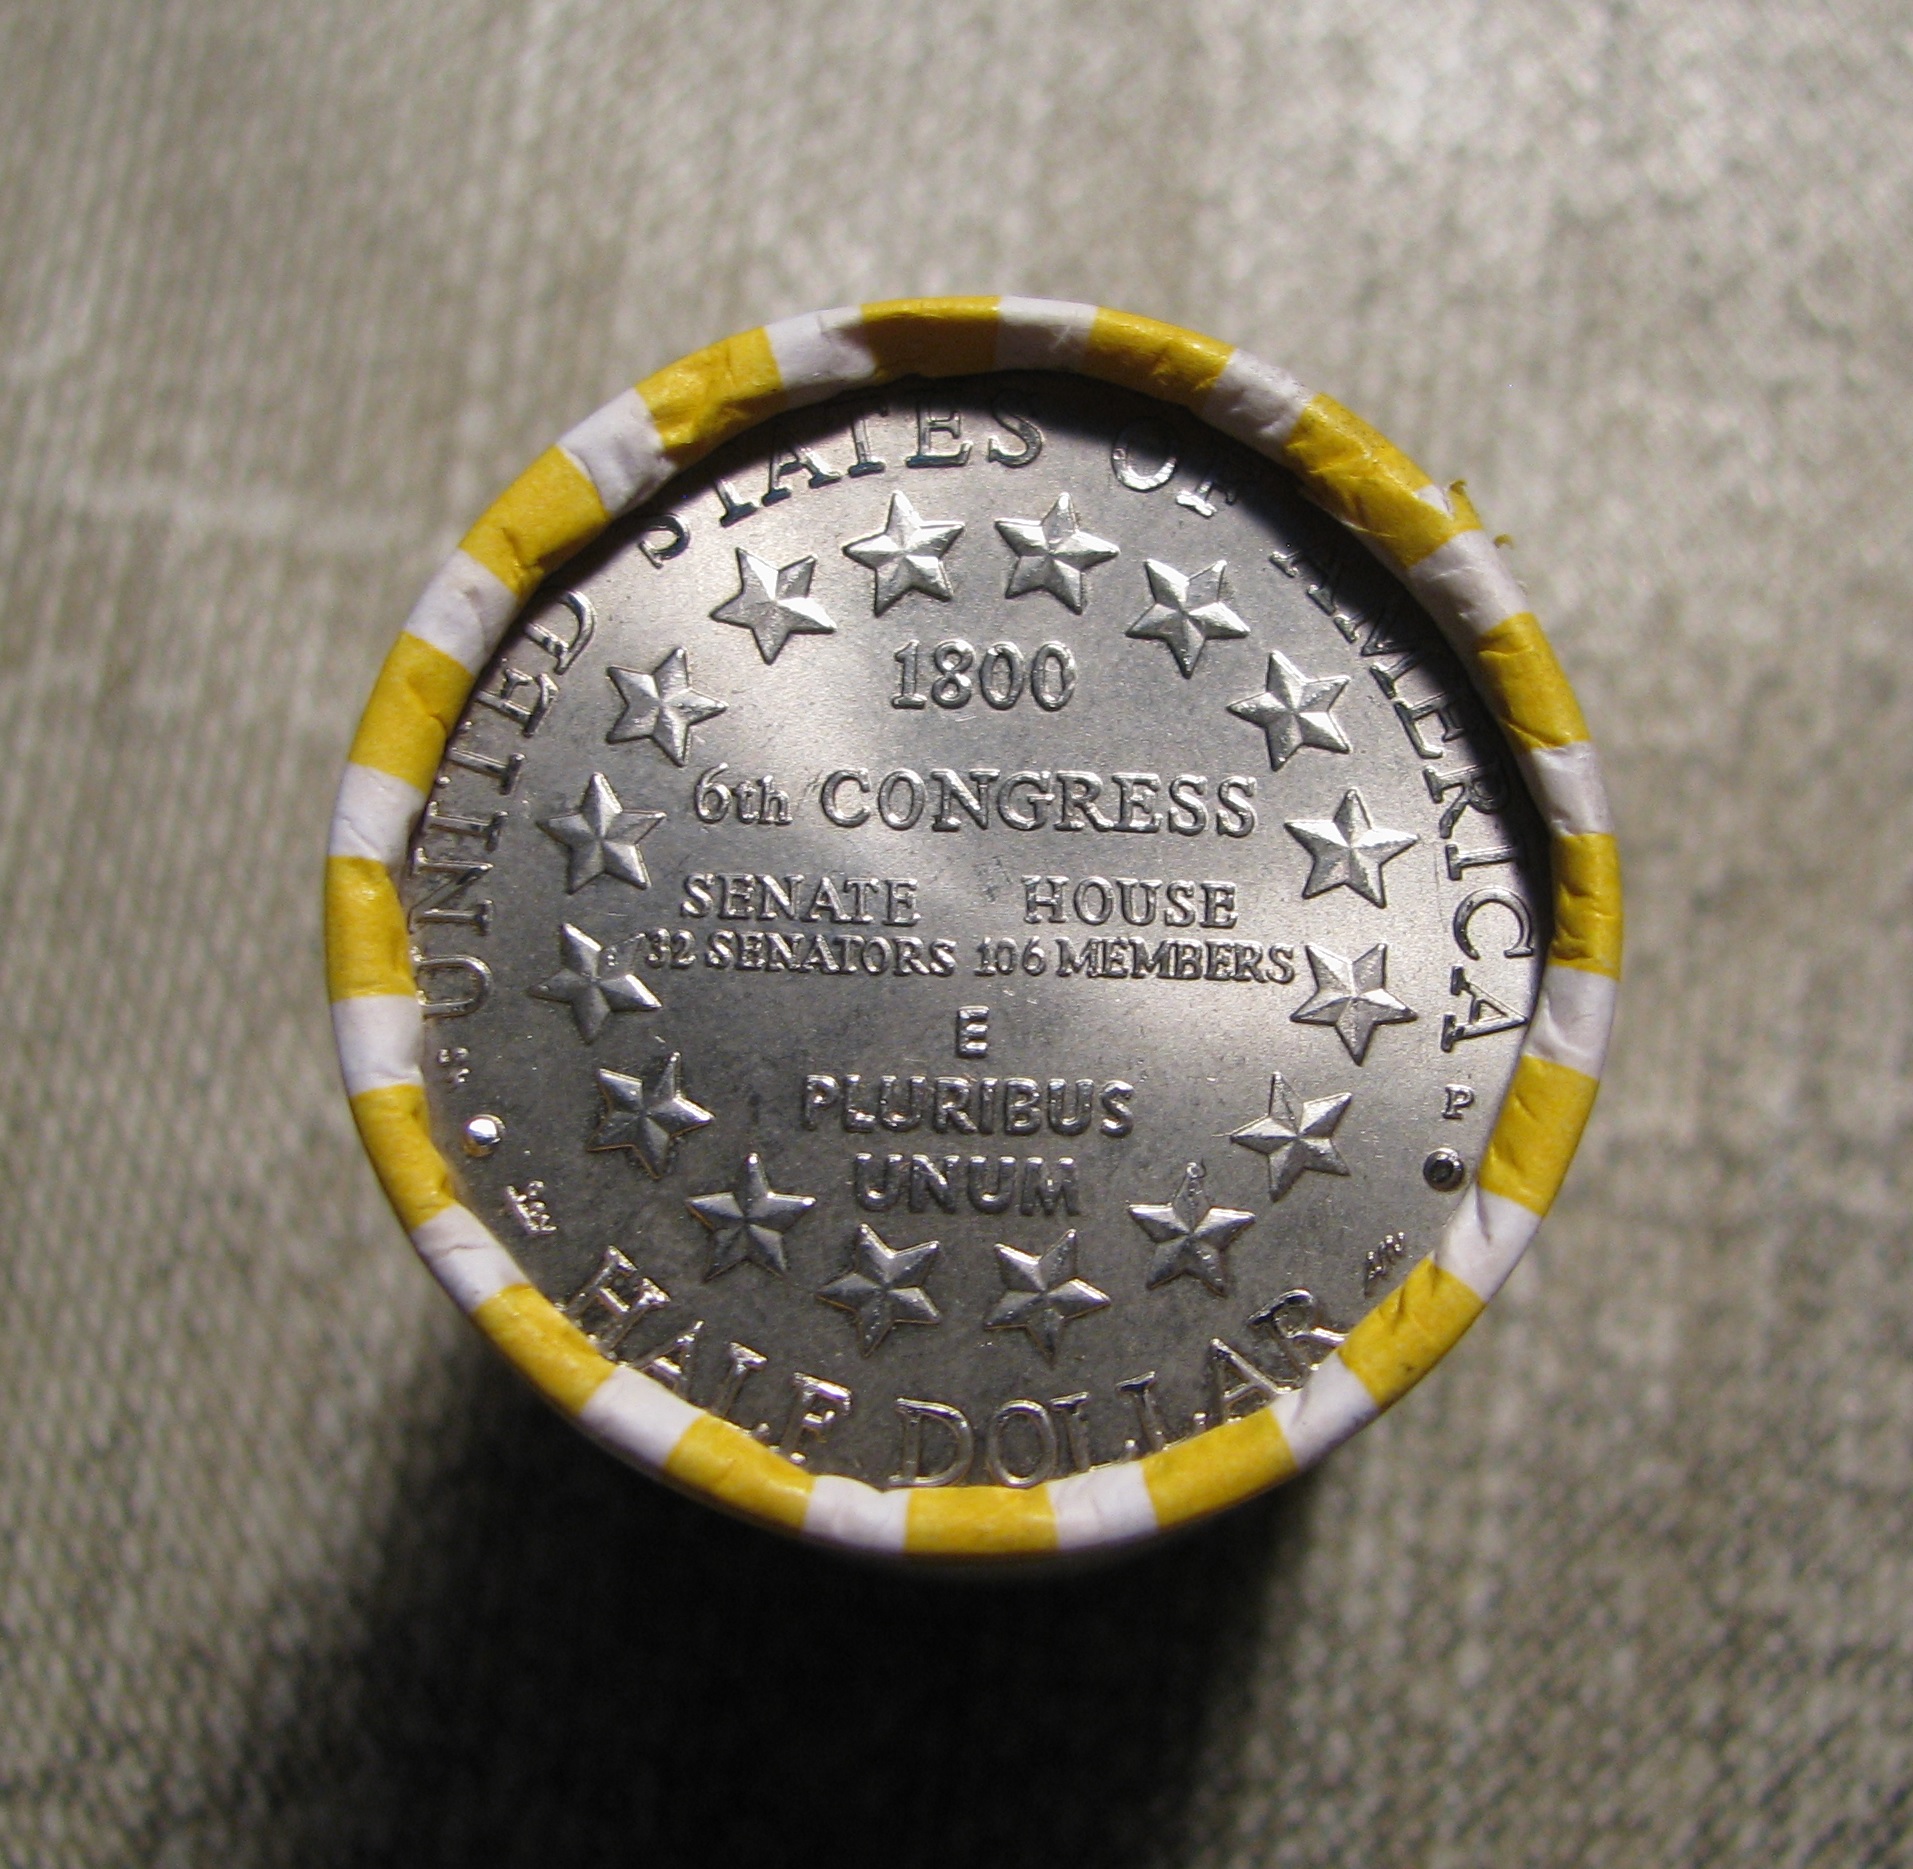 UNITED STATES OF AMERICA
1800
6th CONGRESS
SENATE HOUSE
32 SENATORS 106 MEMBERS
E
PLURIBUS
UNUM
P
HALF DOLLAR